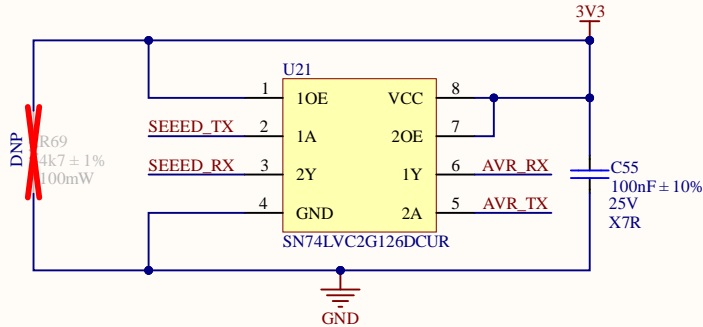 3V3
U21
1
1OE
VCC
8
SEEED_TX
2
1A
2OE
7
SEEED_RX
3
2Y
1Y
6
AVR_RX
4
GND
2A
5
AVR_TX
SN74LVC2G126DCUR
DNP
R69
4k7 ± 1%
100mW
C55
100nF ± 10%
25V
X7R
GND